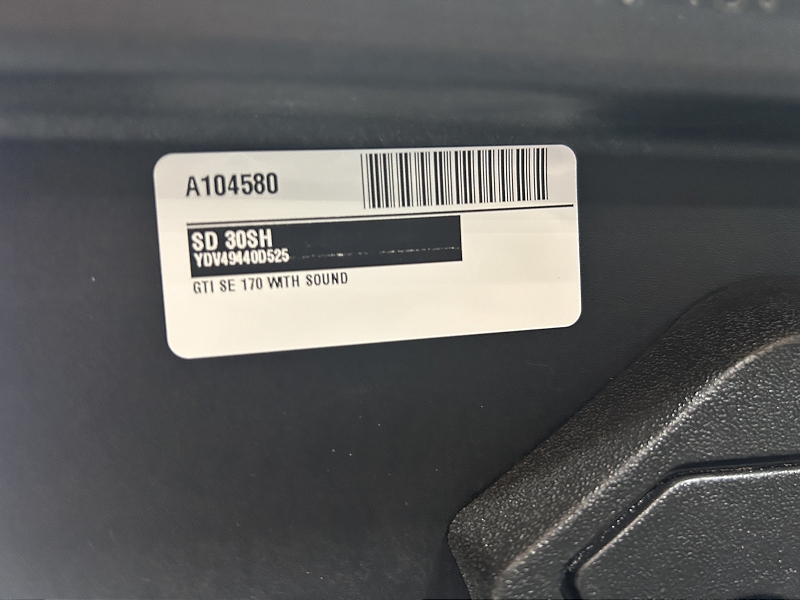 A104580
SD 30SH
YDV49440D525
GTI SE 170 WITH SOUND